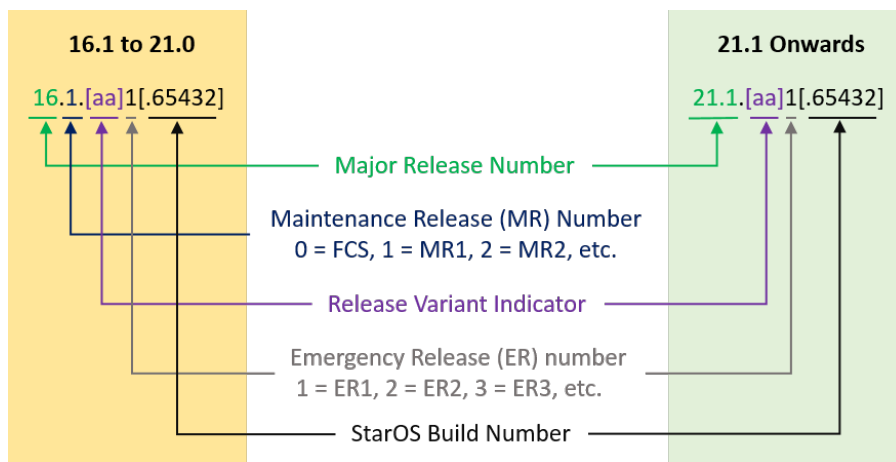 16.1 to 21.0
21.1 Onwards
16.1.[aa]1[.65432]
21.1.[aa]1[.65432]
Major Release Number
Maintenance Release (MR) Number
0 = FCS, 1 = MR1, 2 = MR2, etc.
Release Variant Indicator
Emergency Release (ER) number
1 = ER1, 2 = ER2, 3 = ER3, etc.
StarOS Build Number